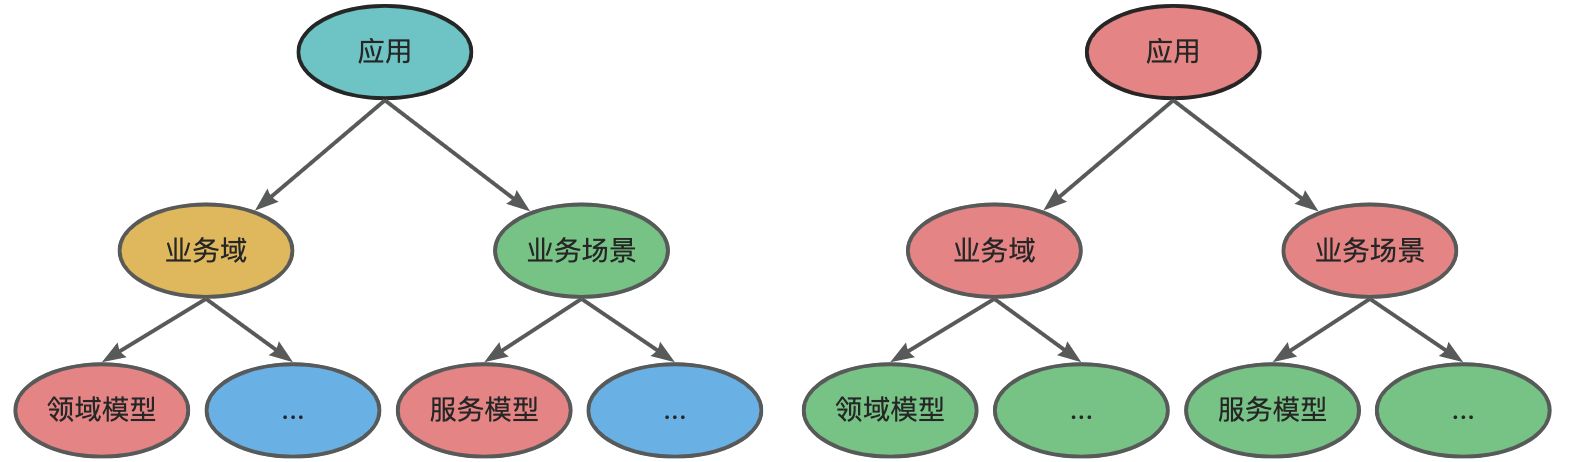 应用
应用
业务域
业务场景
业务域
业务场景
领域模型
...
服务模型
...
领域模型
...
服务模型
...